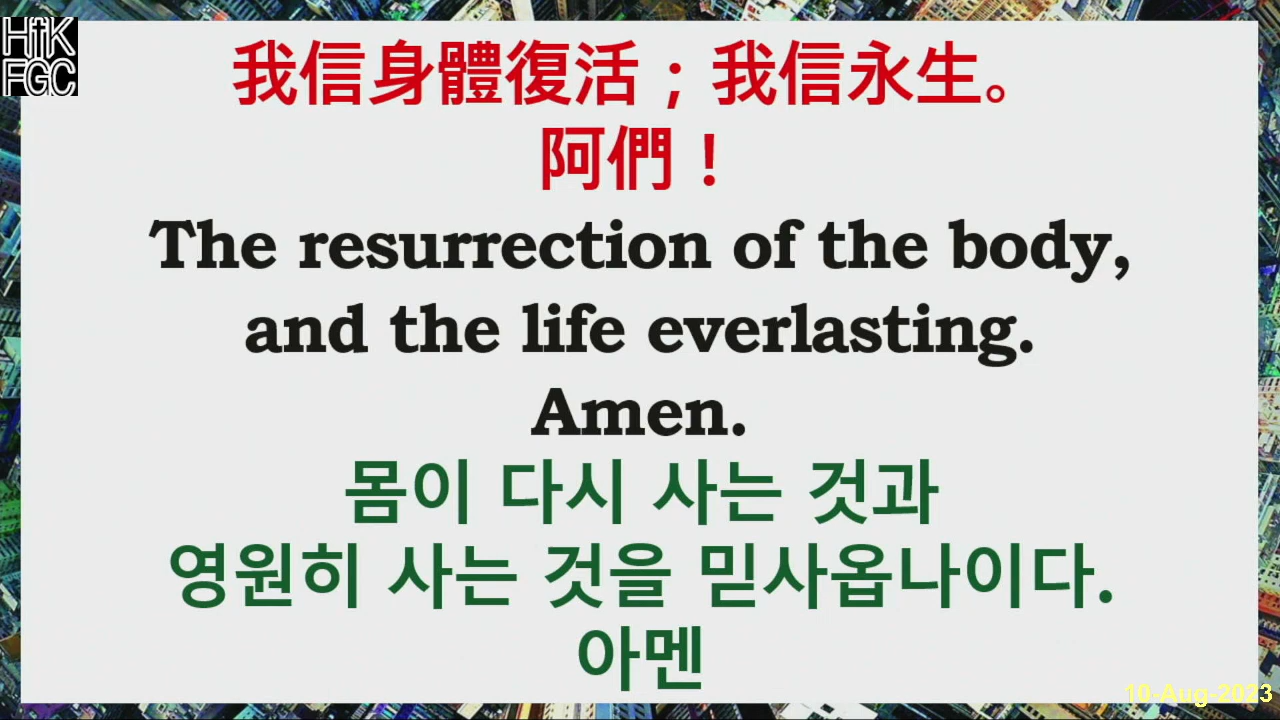 HfK
FGC
我信身體復活；我信永生。
阿們！
The resurrection of the body,
and the life everlasting.
Amen.
몸이 다시 사는 것과
영원히 사는 것을 믿사옵나이다.
아멘
10-Aug-2023